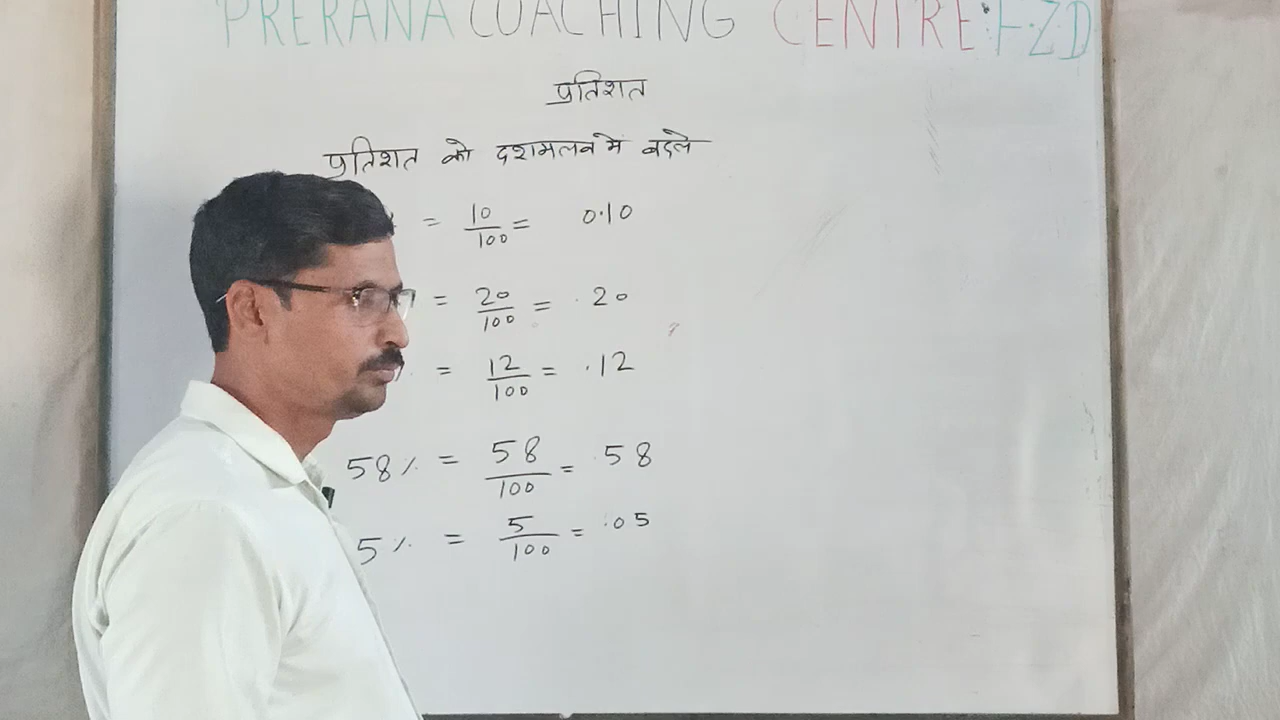 PRERANA COACHING CENTRE: F.Z.D
प्रतिशत
प्रतिशत को दशमलव में बदले
= 10/100 = 0.10
= 20/100 = .20
= 12/100 = .12
58% = 58/100 = .58
5% = 5/100 = .05